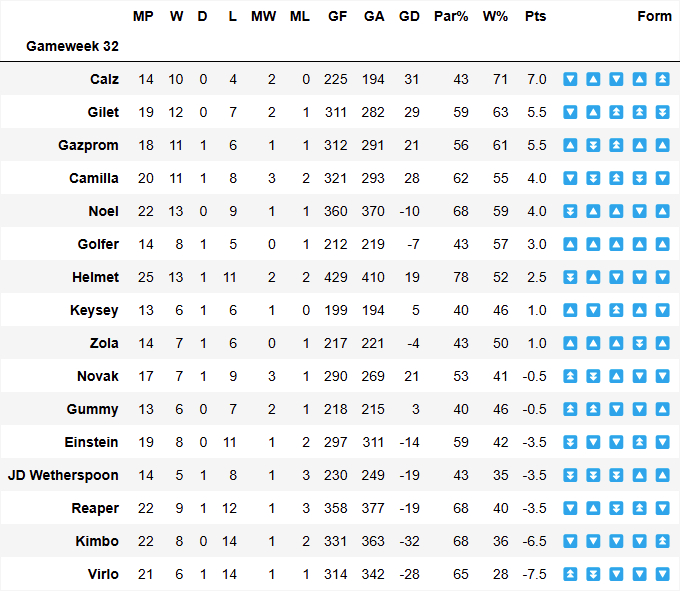 MP W D L MW ML GF GA GD Par% W% Pts Form
Gameweek 32
Calz 14 10 0 4 2 0 225 194 31 43 71 7.0 🔽 🔼 🔽 🔼 ⏫
Gilet 19 12 0 7 2 1 311 282 29 59 63 5.5 🔽 🔼 ⏫ ⏫ ⏬
Gazprom 18 11 1 6 1 1 312 291 21 56 61 5.5 🔼 ⏬ ⏫ 🔼 🔼
Camilla 20 11 1 8 3 2 321 293 28 62 55 4.0 🔽 ⏬ ⏫ ⏬ 🔽
Noel 22 13 0 9 1 1 360 370 -10 68 59 4.0 ⏬ 🔼 🔼 🔽 🔼
Golfer 14 8 1 5 0 1 212 219 -7 43 57 3.0 🔼 🔼 🔼 🔼 🔼
Helmet 25 13 1 11 2 2 429 410 19 78 52 2.5 ⏬ 🔼 🔽 🔽 🔽
Keysey 13 6 1 6 1 0 199 194 5 40 46 1.0 🔼 🔽 ⏫ 🔼 🔽
Zola 14 7 1 6 0 1 217 221 -4 43 50 1.0 🔼 🔼 🔼 ⏬ 🔼
Novak 17 7 1 9 3 1 290 269 21 53 41 -0.5 ⏫ ⏬ 🔼 🔽 🔽
Gummy 13 6 0 7 2 1 218 215 3 40 46 -0.5 ⏫ ⏫ 🔽 🔽 🔼
Einstein 19 8 0 11 1 2 297 311 -14 59 42 -3.5 ⏬ 🔽 🔽 ⏫ 🔽
JD Wetherspoon 14 5 1 8 1 3 230 249 -19 43 35 -3.5 ⏬ ⏬ ⏬ 🔼 🔼
Reaper 22 9 1 12 1 3 358 377 -19 68 40 -3.5 🔽 🔼 ⏬ ⏫ 🔽
Kimbo 22 8 0 14 1 2 331 363 -32 68 36 -6.5 🔽 🔽 🔽 🔽 ⏫
Virlo 21 6 1 14 1 1 314 342 -28 65 28 -7.5 ⏫ ⏬ 🔽 🔽 🔽